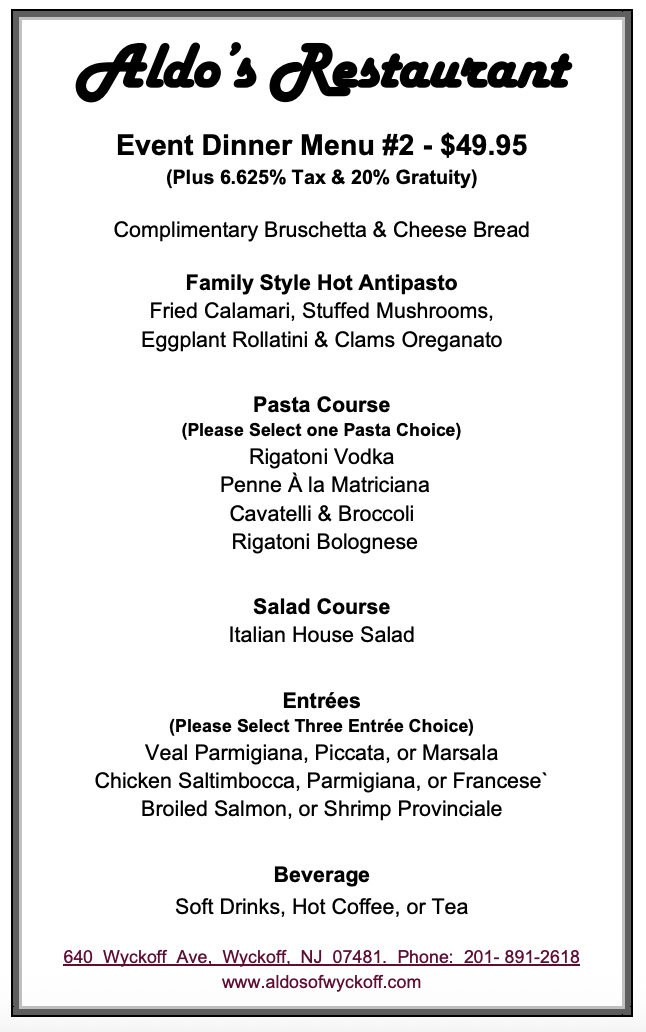 Aldo's Restaurant
Event Dinner Menu #2 - $49.95
(Plus 6.625% Tax & 20% Gratuity)
Complimentary Bruschetta & Cheese Bread
Family Style Hot Antipasto
Fried Calamari, Stuffed Mushrooms,
Eggplant Rollatini & Clams Oreganato
Pasta Course
(Please Select one Pasta Choice)
Rigatoni Vodka
Penne À la Matriciana
Cavatelli & Broccoli
Rigatoni Bolognese
Salad Course
Italian House Salad
Entrées
(Please Select Three Entrée Choice)
Veal Parmigiana, Piccata, or Marsala
Chicken Saltimbocca, Parmigiana, or Francese`
Broiled Salmon, or Shrimp Provinciale
Beverage
Soft Drinks, Hot Coffee, or Tea
640 Wyckoff Ave, Wyckoff, NJ 07481. Phone: 201- 891-2618
www.aldosofwyckoff.com